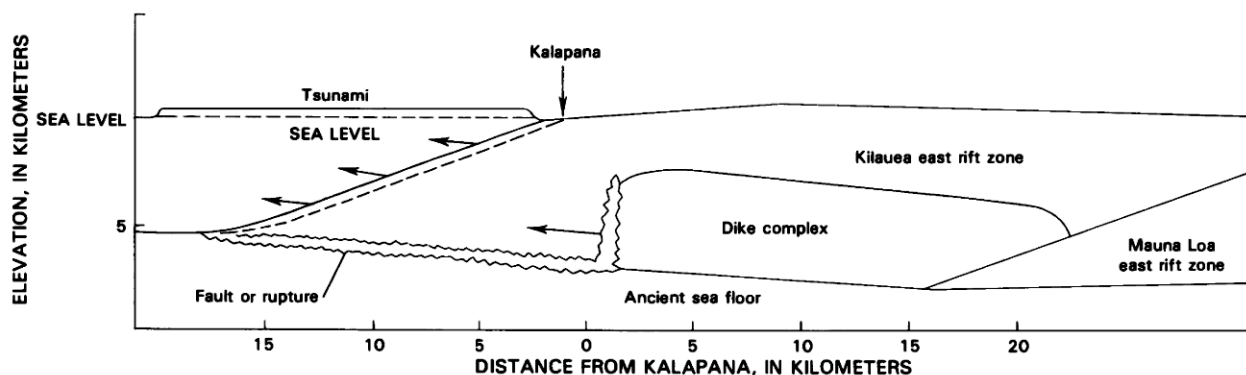 Kalapana
Tsunami
SEA LEVEL
SEA LEVEL
Kilauea east rift zone
5
Dike complex
Mauna Loa
east rift zone
Fault or rupture
Ancient sea floor
ELEVATION, IN KILOMETERS
15 10 5 0 5 10 15 20
DISTANCE FROM KALAPANA, IN KILOMETERS